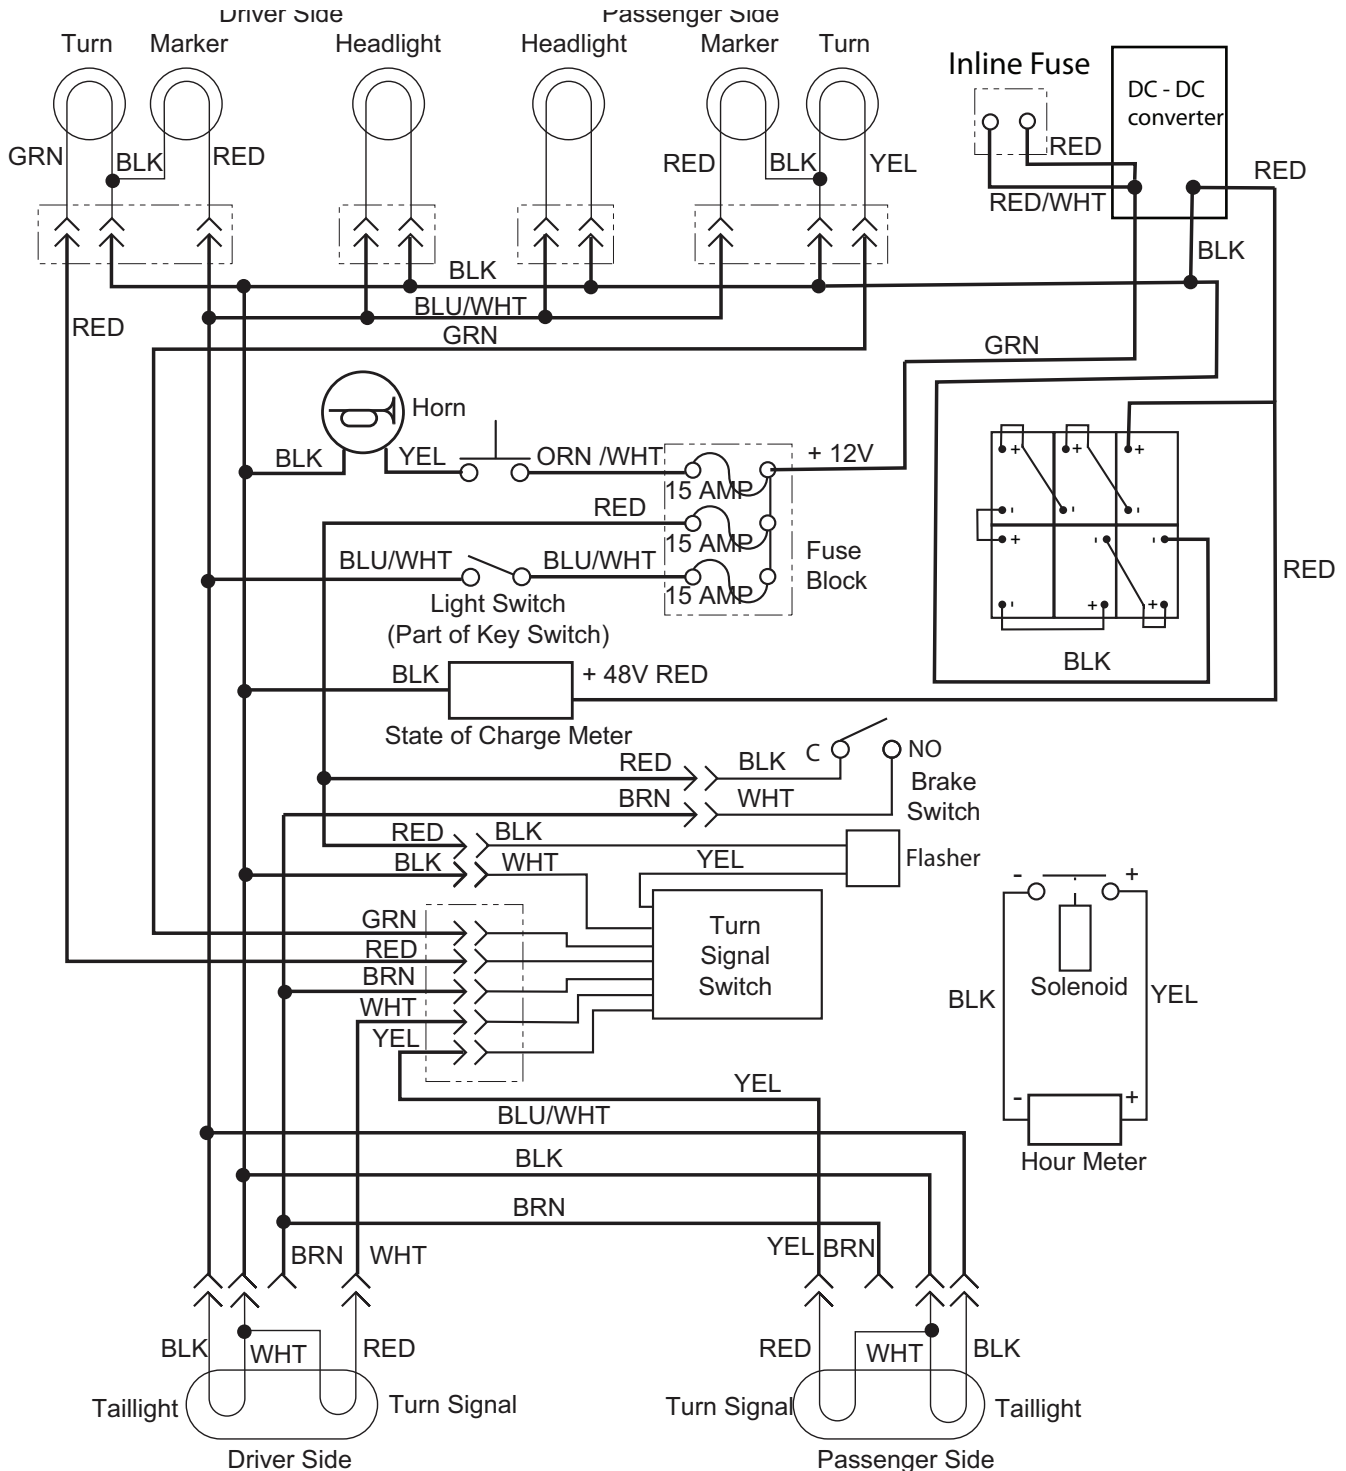 Driver Side
Passenger Side
Turn Marker Headlight Headlight Marker Turn
Inline Fuse
DC - DC
converter
GRN BLK RED RED BLK YEL
RED
RED
RED/WHT
BLK
BLK
BLU/WHT
RED
GRN
GRN
Horn
BLK YEL ORN /WHT + 12V
15 AMP
RED
15 AMP
Fuse
Block
BLU/WHT BLU/WHT
15 AMP
Light Switch
(Part of Key Switch)
+ + +
- - -
+ - -
- + +
RED
BLK
BLK + 48V RED
State of Charge Meter
C NO
RED BLK
Brake
Switch
BRN WHT
RED BLK
YEL Flasher
BLK WHT
GRN
RED
BRN
WHT
YEL
Turn
Signal
Switch
- +
Solenoid
BLK YEL
- +
Hour Meter
YEL
BLU/WHT
BLK
BRN
BRN WHT YEL BRN
BLK WHT RED RED WHT BLK
Taillight Turn Signal Turn Signal Taillight
Driver Side Passenger Side